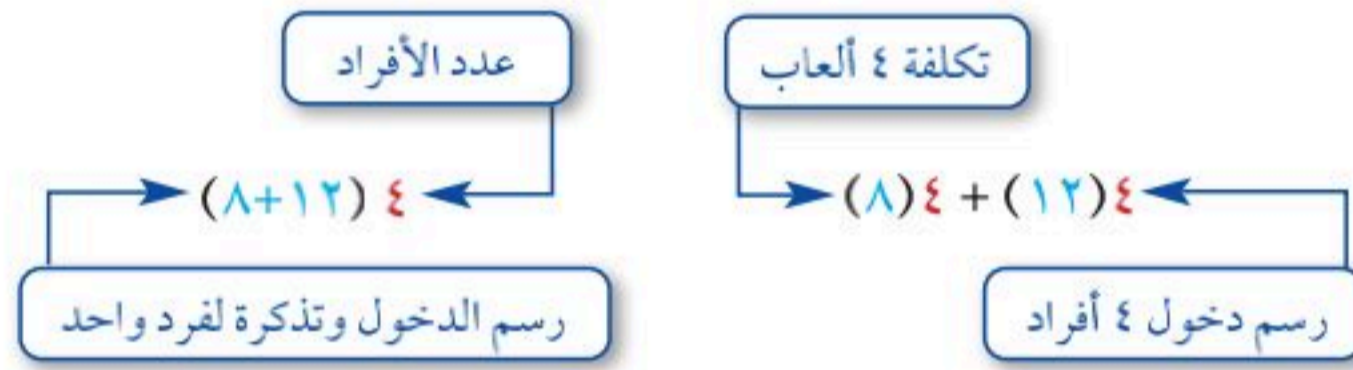 تكلفة ٤ ألعاب
٤(١٢) + ٤(٨)
رسم دخول ٤ أفراد
عدد الأفراد
٤ (١٢+٨)
رسم الدخول وتذكرة لفرد واحد